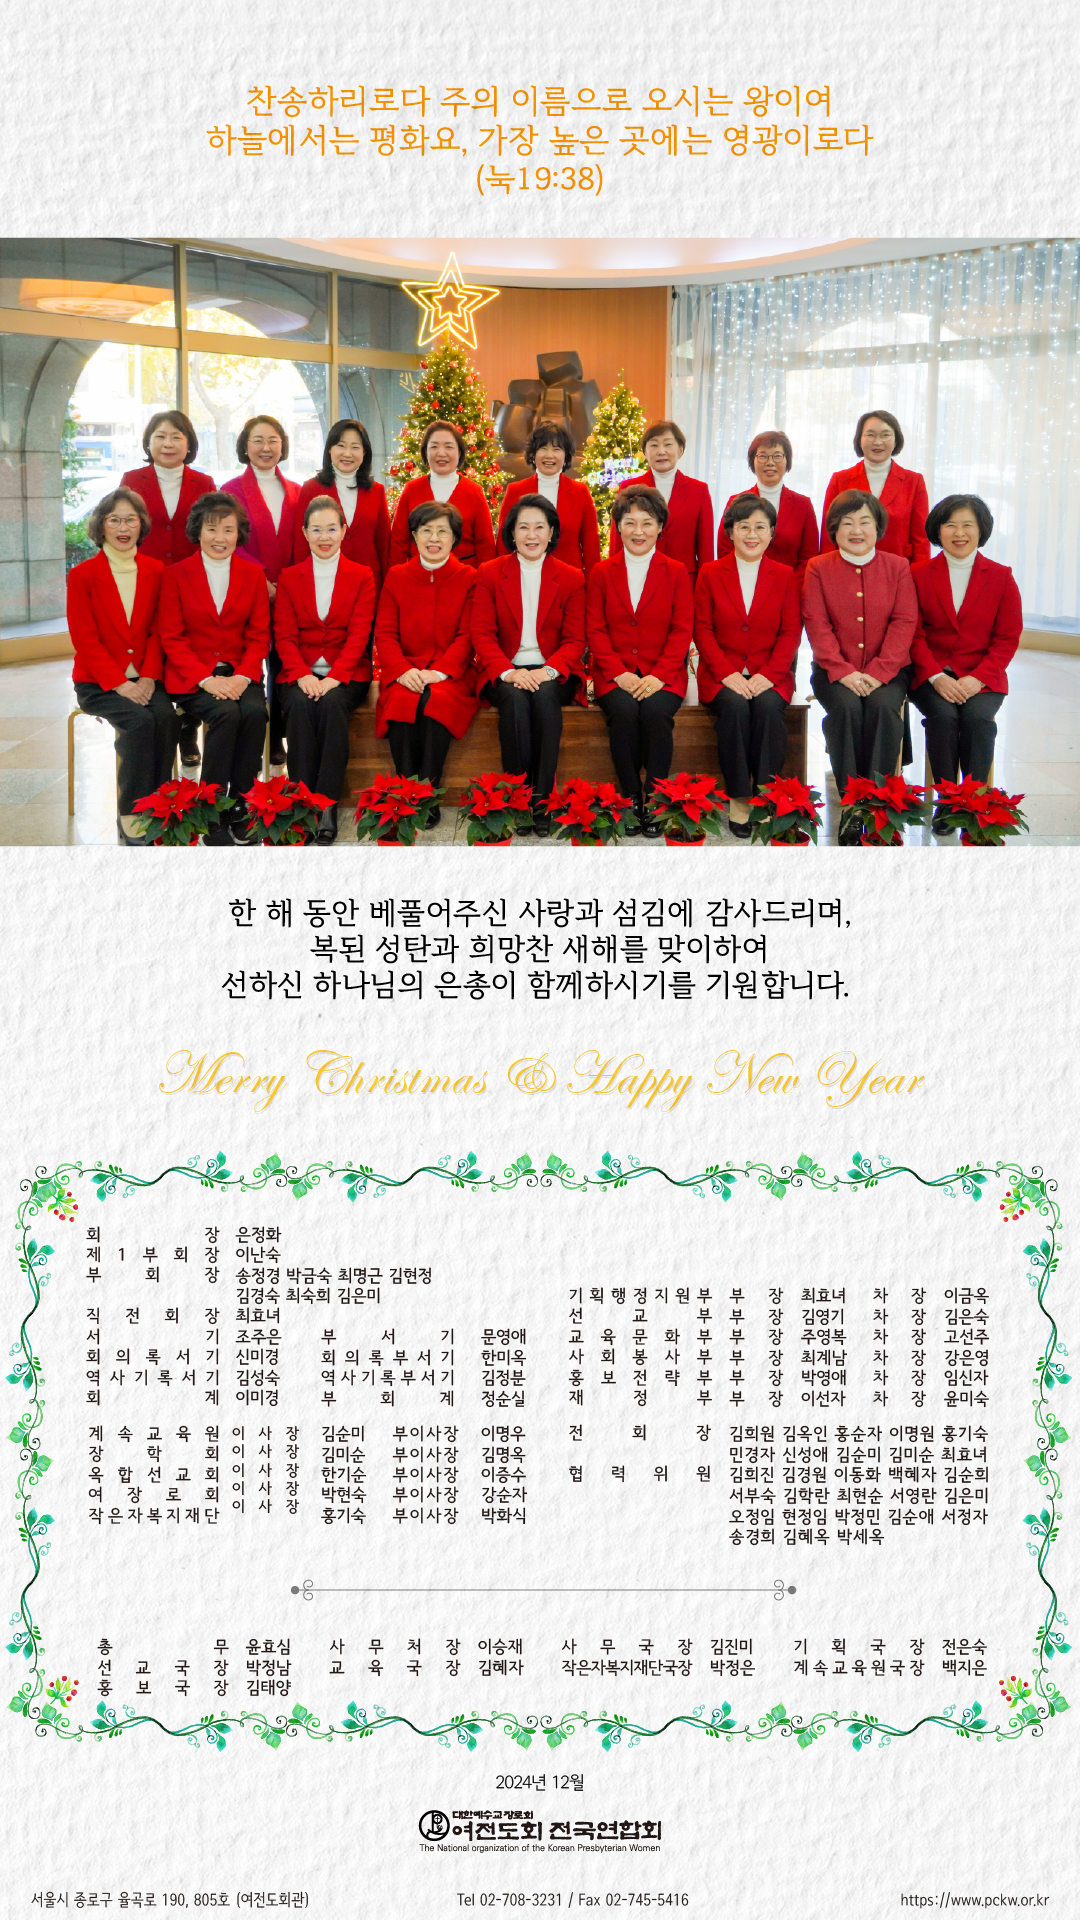 찬송하리로다 주의 이름으로 오시는 왕이여
하늘에서는 평화요, 가장 높은 곳에는 영광이로다
(눅19:38)
한 해 동안 베풀어주신 사랑과 섬김에 감사드리며,
복된 성탄과 희망찬 새해를 맞이하여
선하신 하나님의 은총이 함께하시기를 기원합니다.
Merry Christmas & Happy New Year
회 장 은정화
제 1 부 회 장 이난숙
부 회 장 송정경 박금숙 최명근 김현정
김경숙 최숙희 김은미
직 전 회 장 최효녀
서 기 조주은 부 서 기 문영애
회 의 록 서 기 신미경 회 의 록 부 서 기 한미옥
역 사 기 록 서 기 김성숙 역 사 기 록 부 서 기 김정분
회 계 이미경 부 회 계 정순실
기 획 행 정 지 원 부 부 장 최효녀 차 장 이금옥
선 교 부 부 장 김영기 차 장 김은숙
교 육 문 화 부 부 장 주영복 차 장 고선주
사 회 봉 사 부 부 장 최계남 차 장 강은영
홍 보 전 략 부 부 장 박영애 차 장 임신자
재 정 부 부 장 이선자 차 장 윤미숙
계 속 교 육 원 이 사 장 김순미 부이사장 이명우
장 학 회 이 사 장 김미순 부이사장 김명옥
옥 합 선 교 회 이 사 장 한기순 부이사장 이중수
여 장 로 회 이 사 장 박현숙 부이사장 강순자
작은자복지재단 이 사 장 홍기숙 부이사장 박화식
전 회 장 김희원 김옥인 홍순자 이명원 홍기숙
민경자 신성애 김순미 김미순 최효녀
협 력 위 원 김희진 김경원 이동화 백혜자 김순희
서부숙 김학란 최현순 서영란 김은미
오정임 현정임 박정민 김순애 서정자
송경희 김혜옥 박세옥
총 무 윤효심 사 무 처 장 이승재 사 무 국 장 김진미 기 획 국 장 전은숙
선 교 국 장 박정남 교 육 국 장 김혜자 작은자복지재단국장 박정은 계속교육원국장 백지은
홍 보 국 장 김태양
2024년 12월
대한예수교장로회
여전도회 전국연합회
The National organization of the Korean Presbyterian Women
서울시 종로구 율곡로 190, 805호 (여전도회관) Tel 02-708-3231 / Fax 02-745-5416 https://www.pckw.or.kr